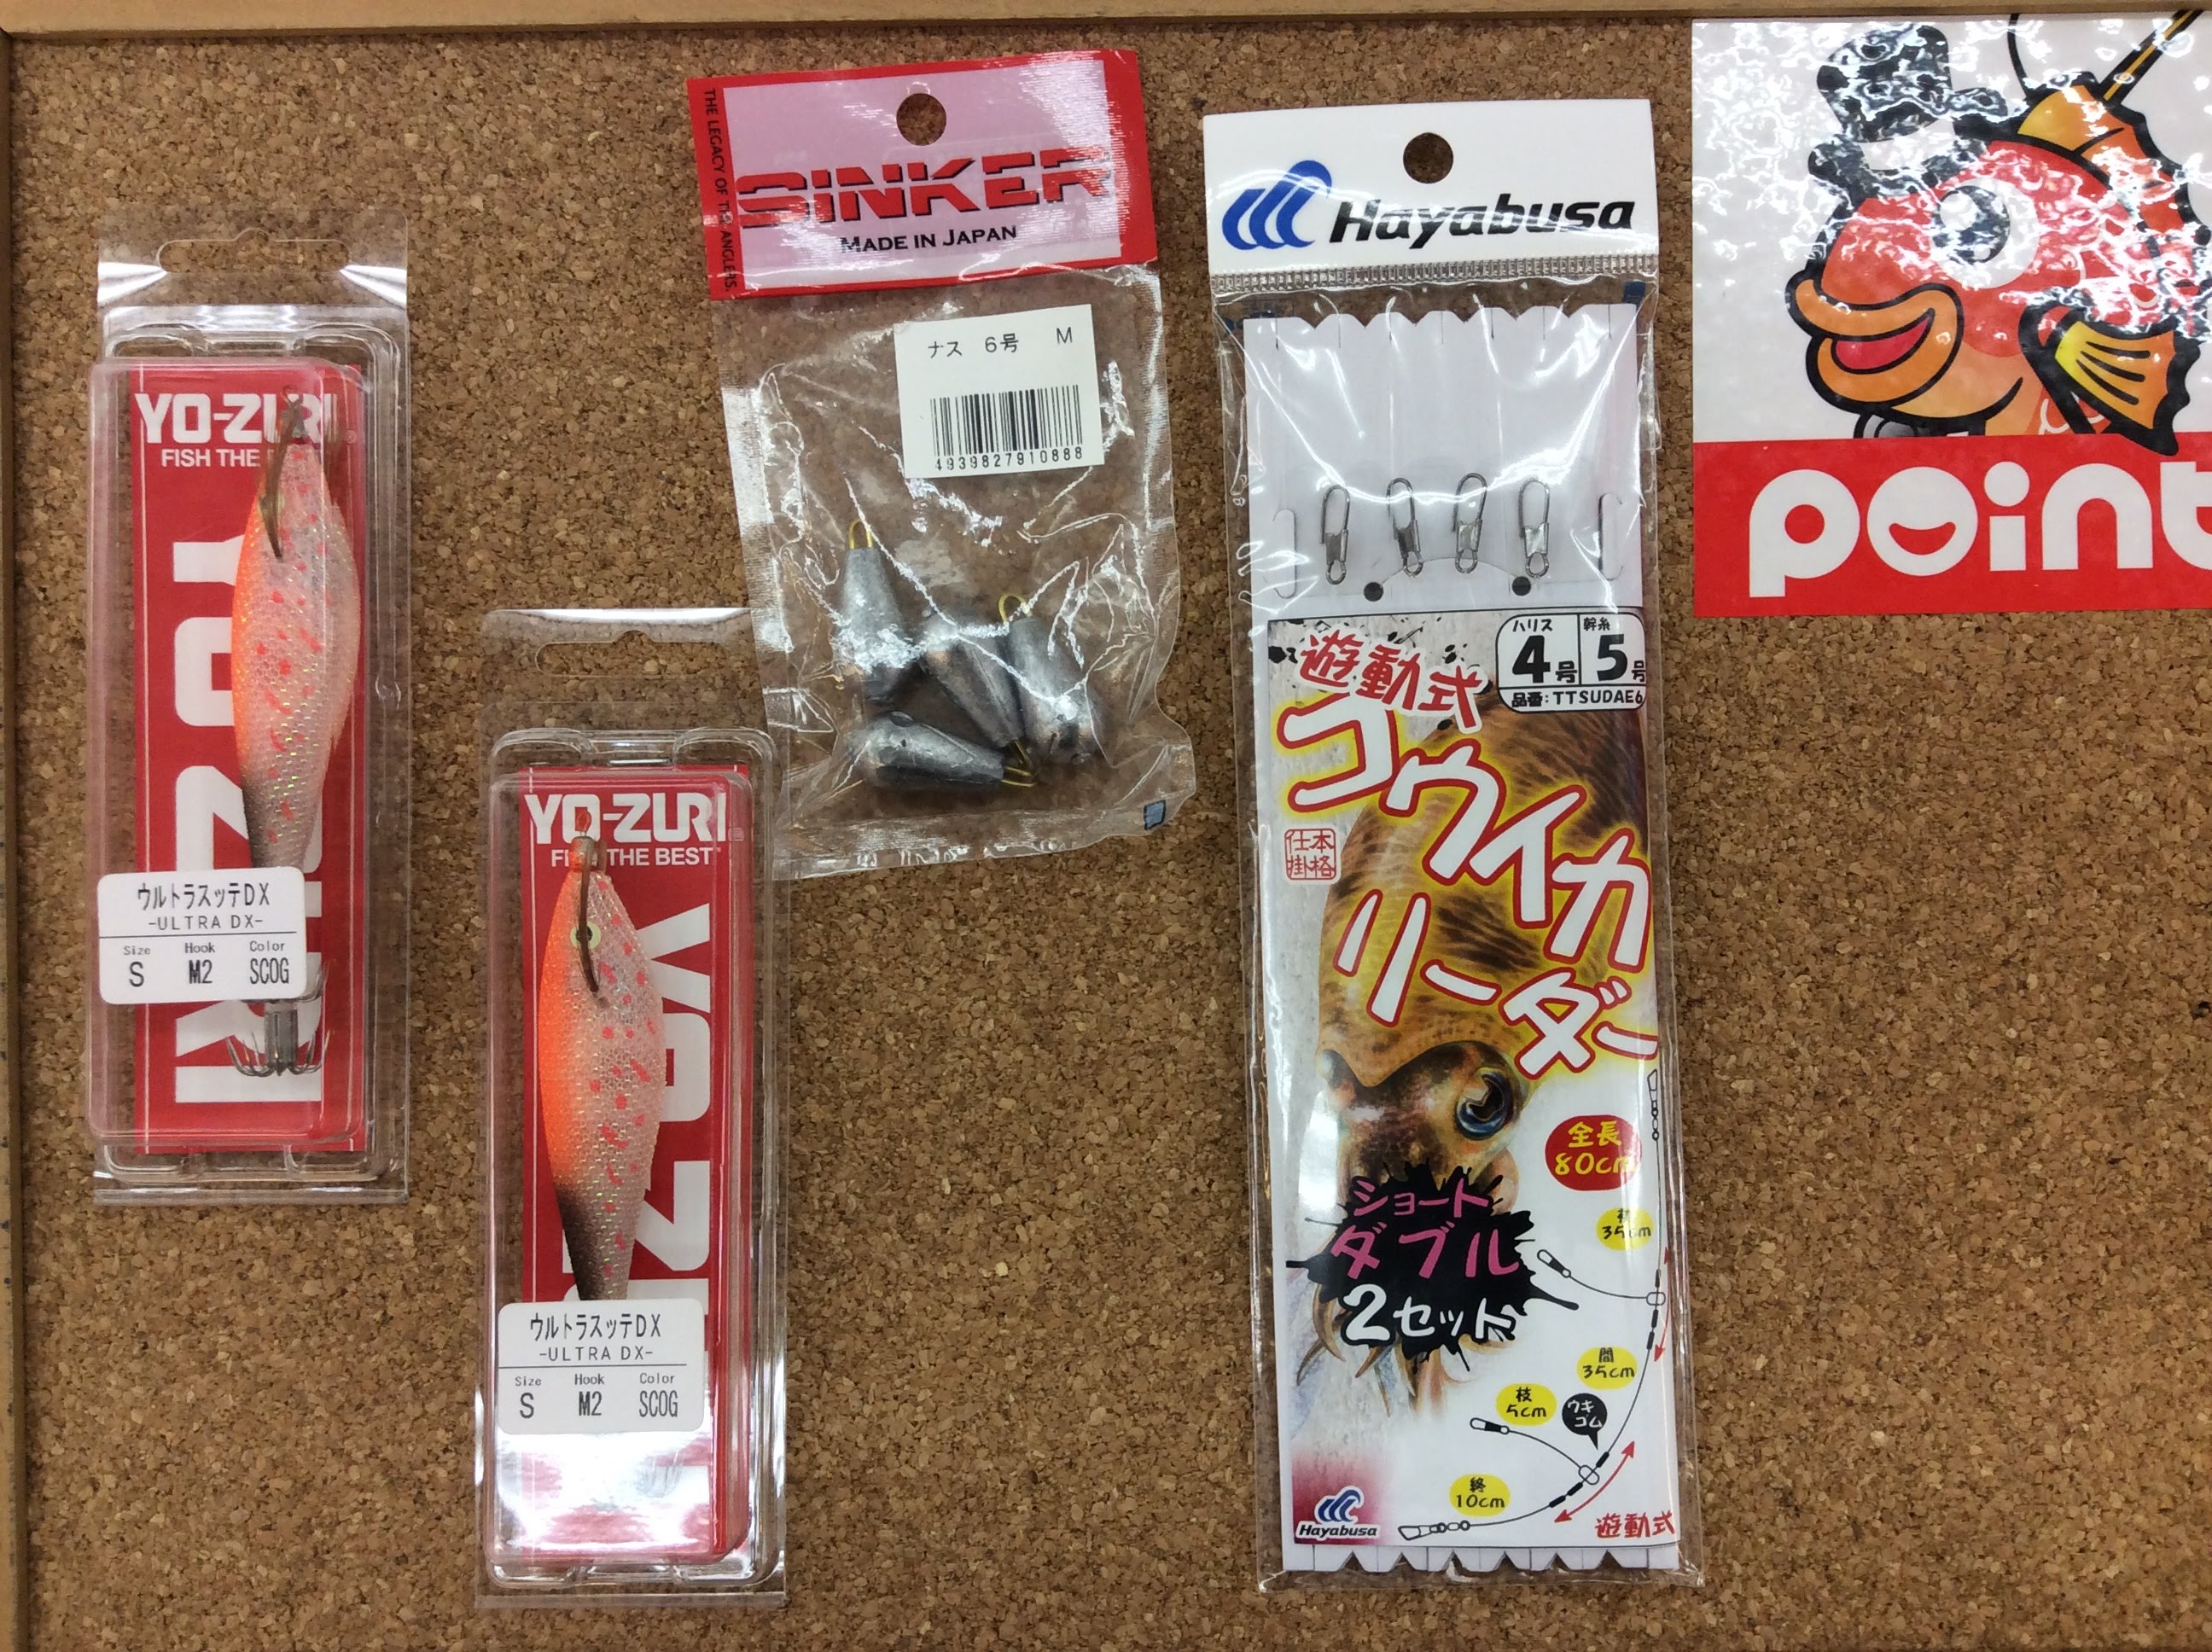 YO-ZURI
FISH THE
ウルトラスッテDX
-ULTRA DX-
Size Hook Color
S M2 SCOG
YO-ZURI
FISH THE BEST
ウルトラスッテDX
-ULTRA DX-
Size Hook Color
S M2 SCOG
THE LEGACY OF THE ANGLERS.
SINKER
MADE IN JAPAN
ナス 6号 M
4939827910888
Hayabusa
ハリス 幹糸
4号 5号
品番:TTSUDAE6
遊動式
コウイカ
リーダー
本格
仕掛
全長
80cm
ショート
ダブル
2セット
35cm
間
35cm
枝
5cm
ウキ
ゴム
終
10cm
遊動式
Hayabusa
point